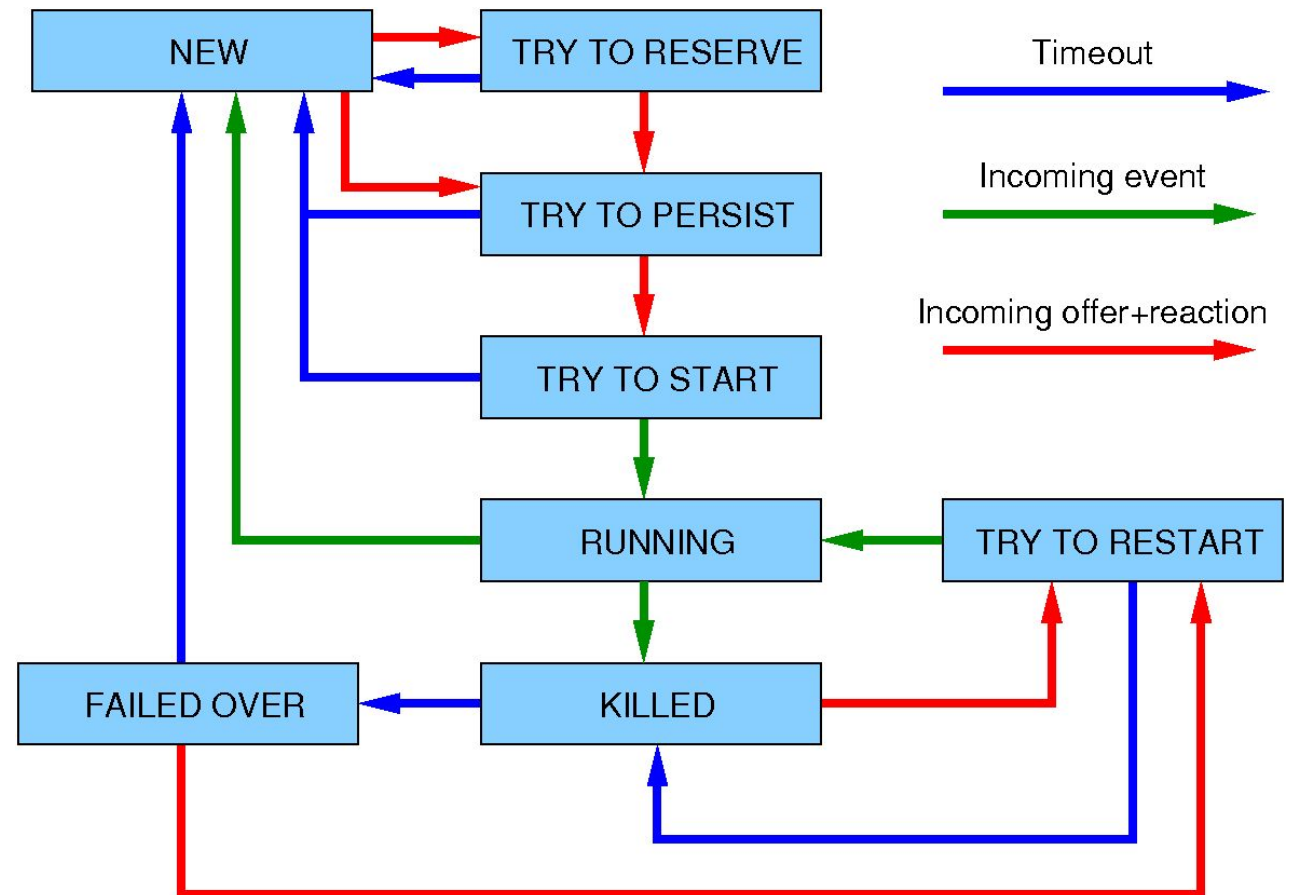 NEW
TRY TO RESERVE
Timeout
TRY TO PERSIST
Incoming event
Incoming offer+reaction
TRY TO START
RUNNING
TRY TO RESTART
FAILED OVER
KILLED